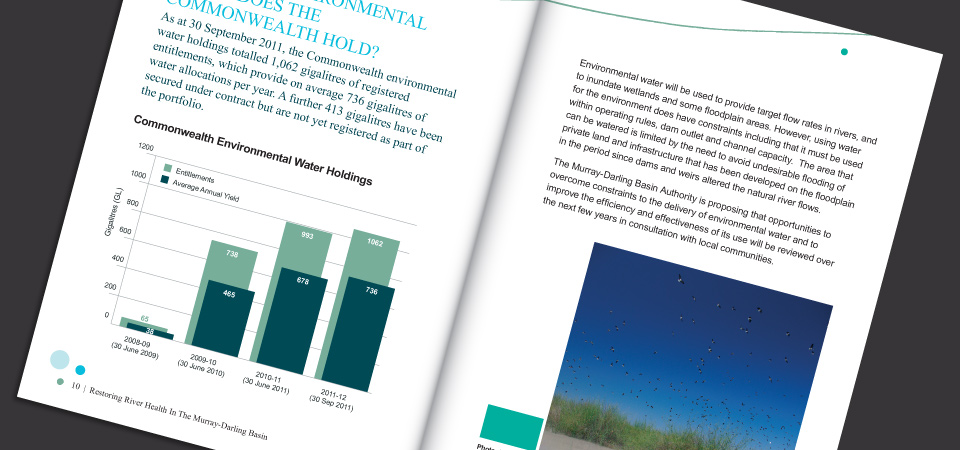 RONMENTAL
DOES THE
COMMONWEALTH HOLD?
As at 30 September 2011, the Commonwealth environmental
water holdings totalled 1,062 gigalitres of registered
entitlements, which provide on average 736 gigalitres of
water allocations per year. A further 413 gigalitres have been
secured under contract but are not yet registered as part of
the portfolio.
Commonwealth Environmental Water Holdings
Gigalitres (GL)
1200
1000
800
600
400
200
0
Entitlements
Average Annual Yield
65
38
738
465
993
678
1062
736
2008-09
(30 June 2009)
2009-10
(30 June 2010)
2010-11
(30 June 2011)
2011-12
(30 Sep 2011)
10 | Restoring River Health In The Murray-Darling Basin
Environmental water will be used to provide target flow rates in rivers, and
to inundate wetlands and some floodplain areas. However, using water
for the environment does have constraints including that it must be used
within operating rules, dam outlet and channel capacity. The area that
can be watered is limited by the need to avoid undesirable flooding of
private land and infrastructure that has been developed on the floodplain
in the period since dams and weirs altered the natural river flows.
The Murray-Darling Basin Authority is proposing that opportunities to
overcome constraints to the delivery of environmental water and to
improve the efficiency and effectiveness of its use will be reviewed over
the next few years in consultation with local communities.